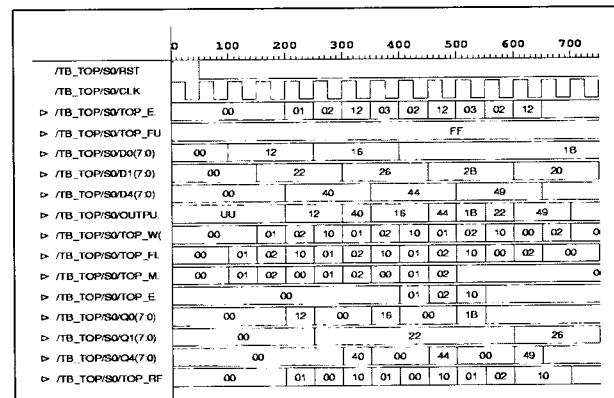 0 100 200 300 400 500 600 700
/TB_TOP/S0/RST
/TB_TOP/S0/CLK
/TB_TOP/S0/TOP_E. 00 01 02 12 03 02 12 03 02 12
/TB_TOP/S0/TOP_FU FF
/TB_TOP/S0/D0(7:0) 00 12 16 1B
/TB_TOP/S0/D1(7:0) 00 22 26 2B 20
/TB_TOP/S0/D4(7:0) 00 40 44 49
/TB_TOP/S0/OUTPU. UU 12 40 16 44 1B 22 49
/TB_TOP/S0/TOP_W( 00 01 02 10 01 02 10 01 02 10 00 02 00
/TB_TOP/S0/TOP_FI. 00 01 02 10 01 02 10 01 02 10 00 02 00
/TB_TOP/S0/TOP_M. 00 01 02 00 01 02 00 01 02 00
/TB_TOP/S0/TOP_E 00 01 02 10
/TB_TOP/S0/Q0(7:0) 00 12 00 16 00 1B
/TB_TOP/S0/Q1(7:0) 00 22 26
/TB_TOP/S0/Q4(7:0) 00 40 00 44 00 49
/TB_TOP/S0/TOP_RF 00 01 00 10 01 00 10 01 02 10